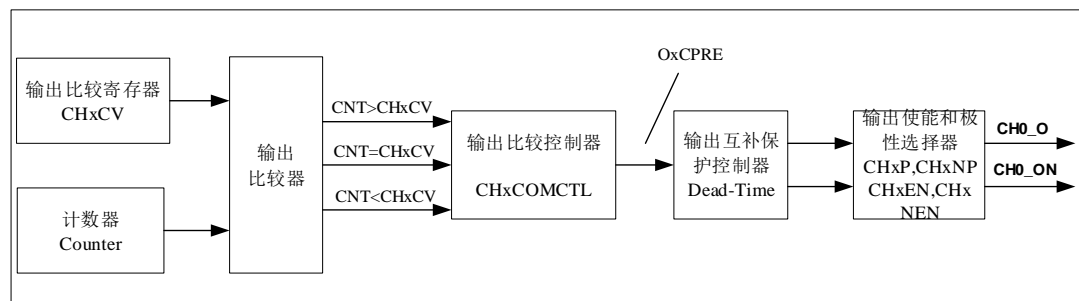 OxCPRE
输出比较寄存器
CHxCV
计数器
Counter
输出
比较器
CNT>CHxCV
CNT=CHxCV
CNT<CHxCV
输出比较控制器
CHxCOMCTL
输出互补保
护控制器
Dead-Time
输出使能和极
性选择器
CHxP,CHxNP
CHxEN,CHx
NEN
CH0_O
CH0_ON